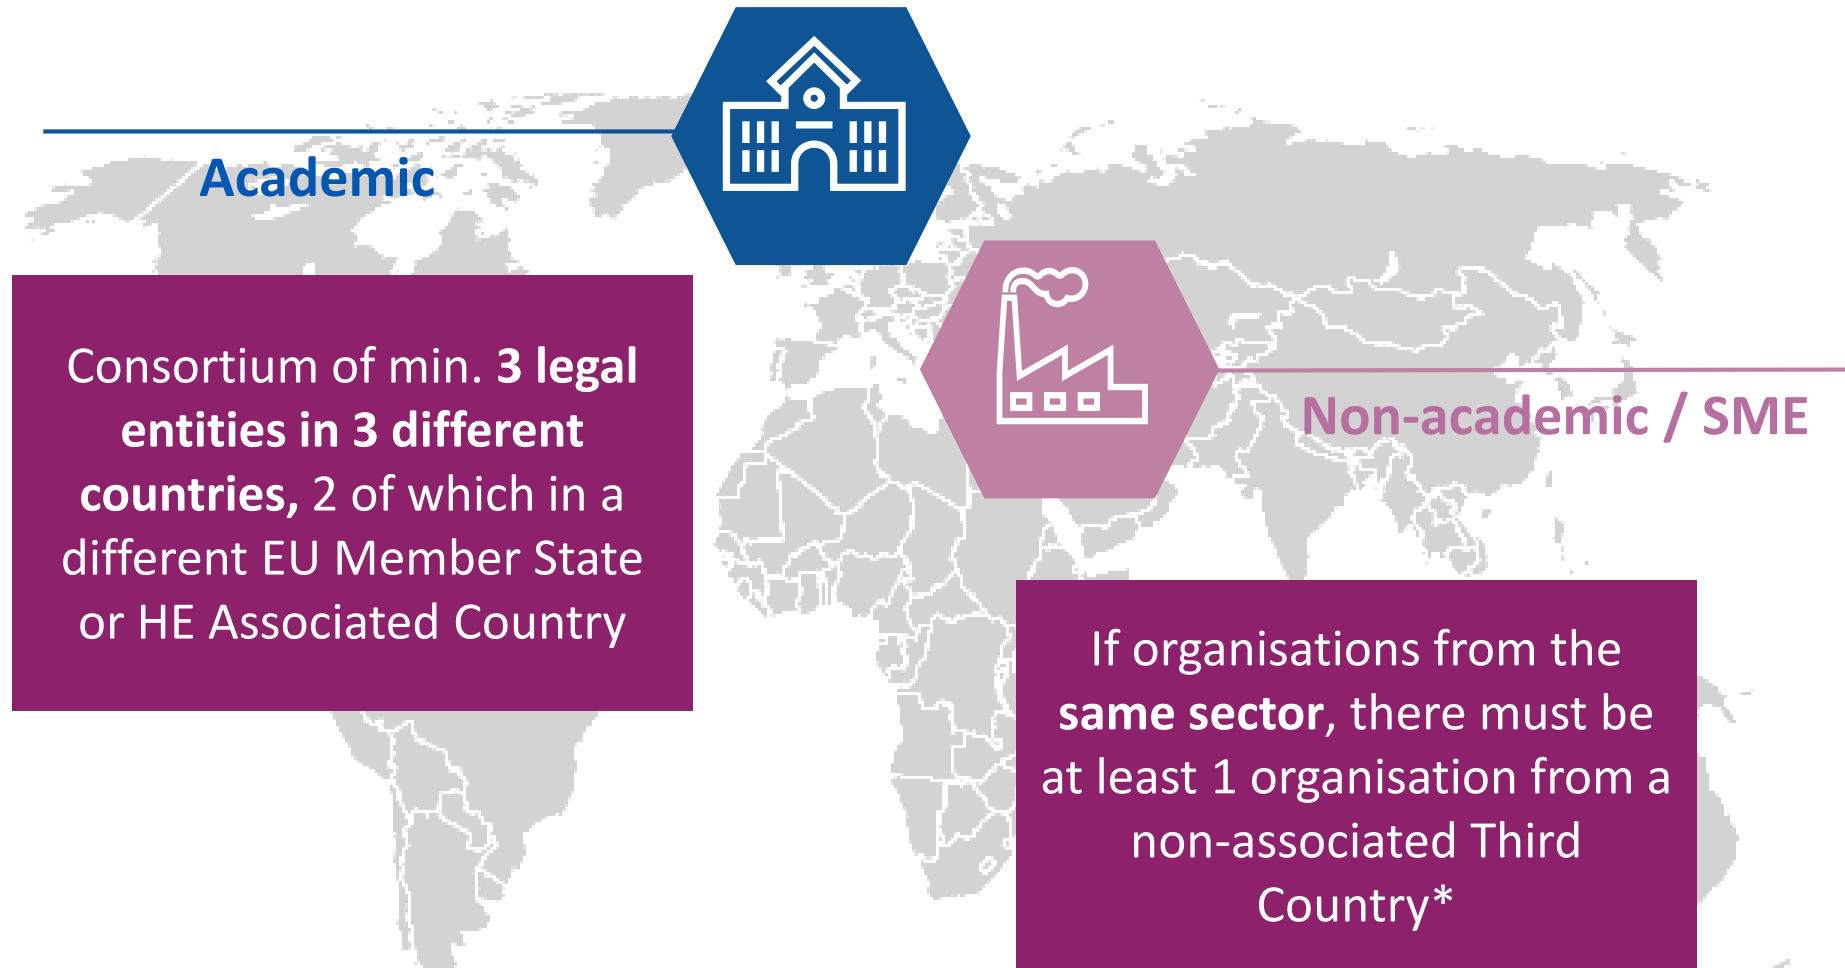 Academic
Consortium of min. 3 legal
entities in 3 different
countries, 2 of which in a
different EU Member State
or HE Associated Country
Non-academic / SME
If organisations from the
same sector, there must be
at least 1 organisation from a
non-associated Third
Country*